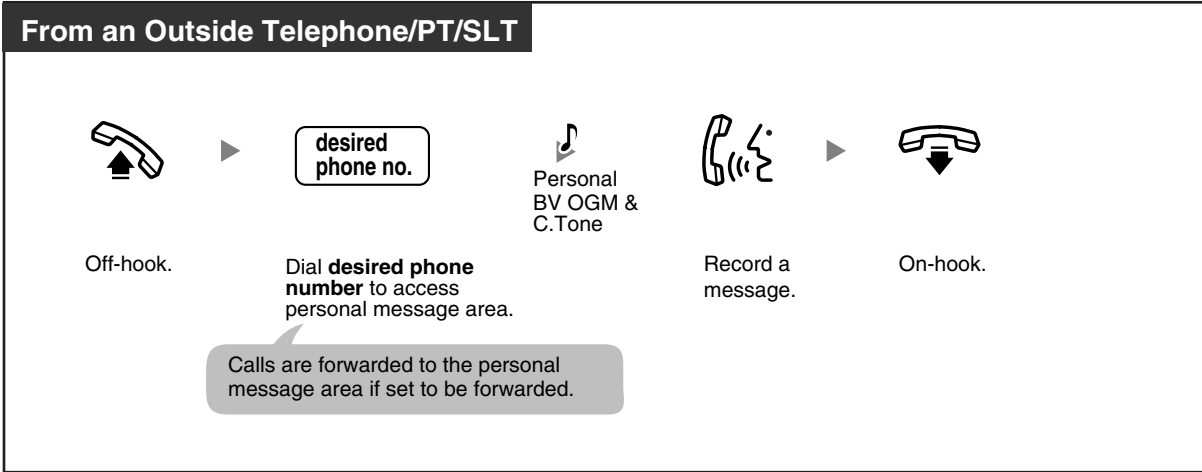 From an Outside Telephone/PT/SLT
desired
phone no.
Personal
BV OGM &
C.Tone
Off-hook.
Dial desired phone
number to access
personal message area.
Record a
message.
On-hook.
Calls are forwarded to the personal
message area if set to be forwarded.